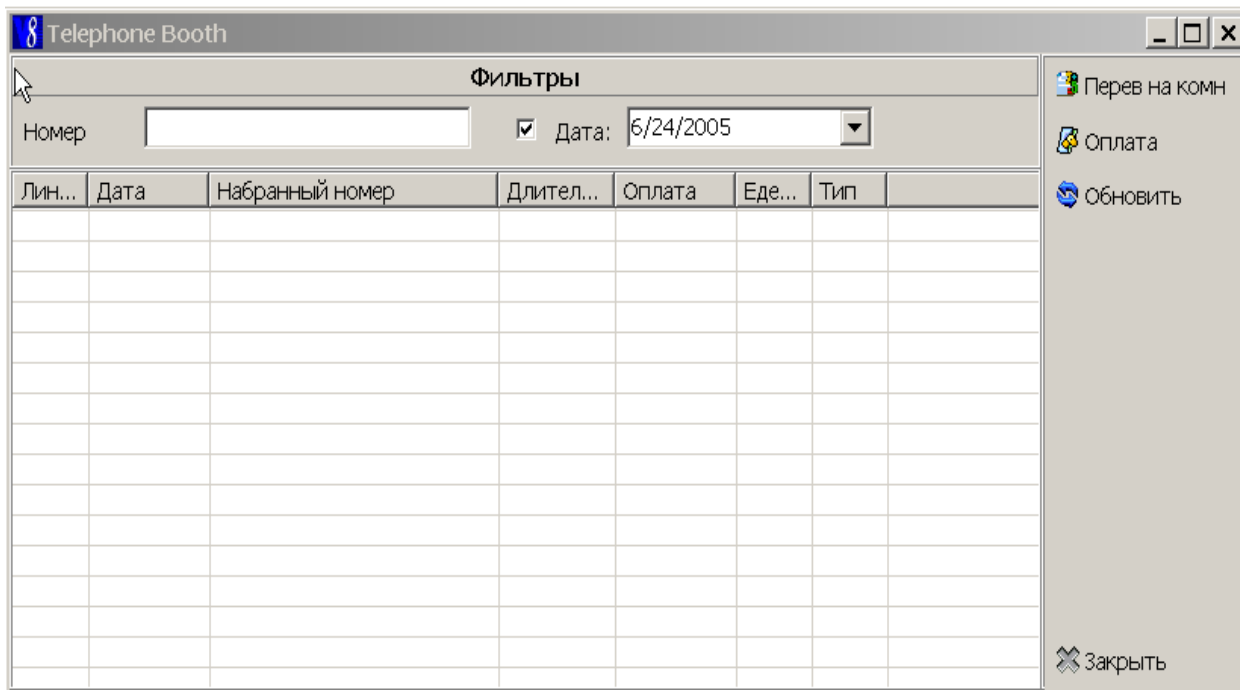 Telephone Booth
Фильтры
Номер
Дата:
6/24/2005
Лин... Дата Набранный номер Длител... Оплата Еде... Тип
Перев на комн
Оплата
Обновить
Закрыть